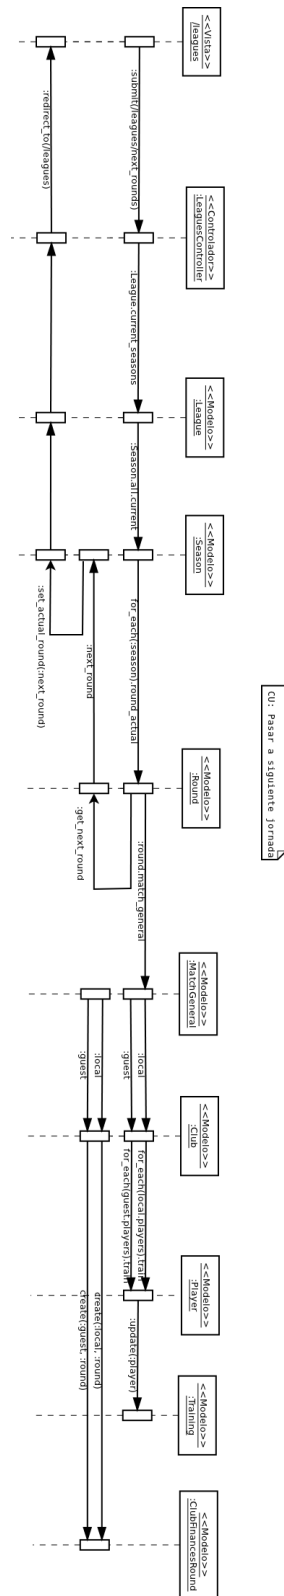 CU: Pasar a siguiente jornada
<<Vista>>
/leagues
<<Controlador>>
:LeaguesController
<<Modelo>>
:League
<<Modelo>>
:Season
<<Modelo>>
:Round
<<Modelo>>
:MatchGeneral
<<Modelo>>
:Club
<<Modelo>>
:Player
<<Modelo>>
:Training
<<Modelo>>
:ClubFinancesRound
:submit(/leagues/next_rounds)
:League.current_seasons
:Season.all.current
for_each(:season).round_actual
:round.match_general
:local
:guest
for_each(local.players).train
for_each(guest.players).train
:update(:player)
:get_next_round
:next_round
:set_actual_round(:next_round)
:local
:guest
create(:local, :round)
create(:guest, :round)
:redirect_to(/leagues)